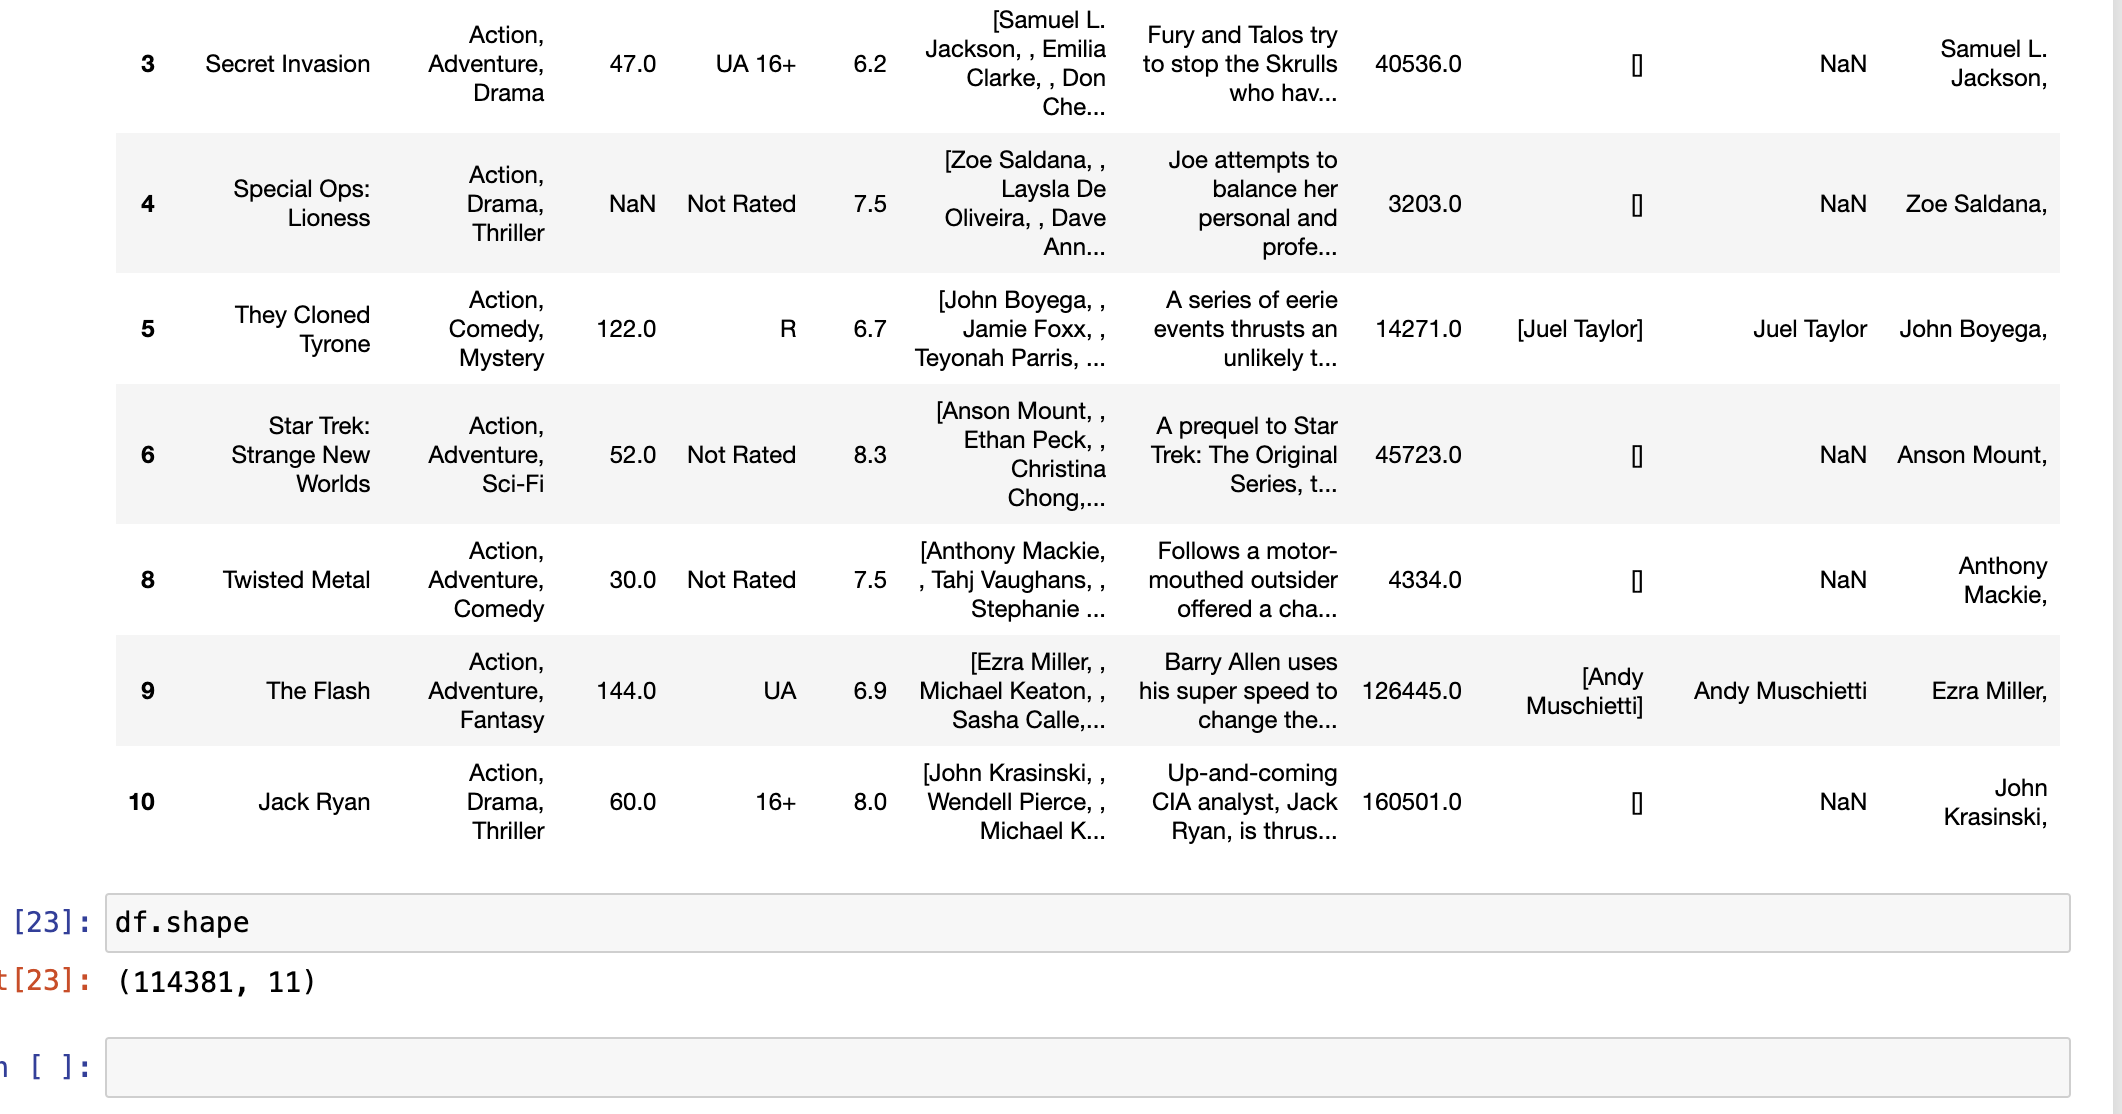 3 Secret Invasion Action, Adventure, Drama 47.0 UA 16+ 6.2 [Samuel L. Jackson, , Emilia Clarke, , Don Che... Fury and Talos try to stop the Skrulls who hav... 40536.0 [] NaN Samuel L. Jackson,
4 Special Ops: Lioness Action, Drama, Thriller NaN Not Rated 7.5 [Zoe Saldana, , Laysla De Oliveira, , Dave Ann... Joe attempts to balance her personal and profe... 3203.0 [] NaN Zoe Saldana,
5 They Cloned Tyrone Action, Comedy, Mystery 122.0 R 6.7 [John Boyega, , Jamie Foxx, , Teyonah Parris, ... A series of eerie events thrusts an unlikely t... 14271.0 [Juel Taylor] Juel Taylor John Boyega,
6 Star Trek: Strange New Worlds Action, Adventure, Sci-Fi 52.0 Not Rated 8.3 [Anson Mount, , Ethan Peck, , Christina Chong,... A prequel to Star Trek: The Original Series, t... 45723.0 [] NaN Anson Mount,
8 Twisted Metal Action, Adventure, Comedy 30.0 Not Rated 7.5 [Anthony Mackie, , Tahj Vaughans, , Stephanie ... Follows a motor-mouthed outsider offered a cha... 4334.0 [] NaN Anthony Mackie,
9 The Flash Action, Adventure, Fantasy 144.0 UA 6.9 [Ezra Miller, , Michael Keaton, , Sasha Calle,... Barry Allen uses his super speed to change the... 126445.0 [Andy Muschietti] Andy Muschietti Ezra Miller,
10 Jack Ryan Action, Drama, Thriller 60.0 16+ 8.0 [John Krasinski, , Wendell Pierce, , Michael K... Up-and-coming CIA analyst, Jack Ryan, is thrus... 160501.0 [] NaN John Krasinski,
[23]: df.shape
t[23]: (114381, 11)
n [ ]: